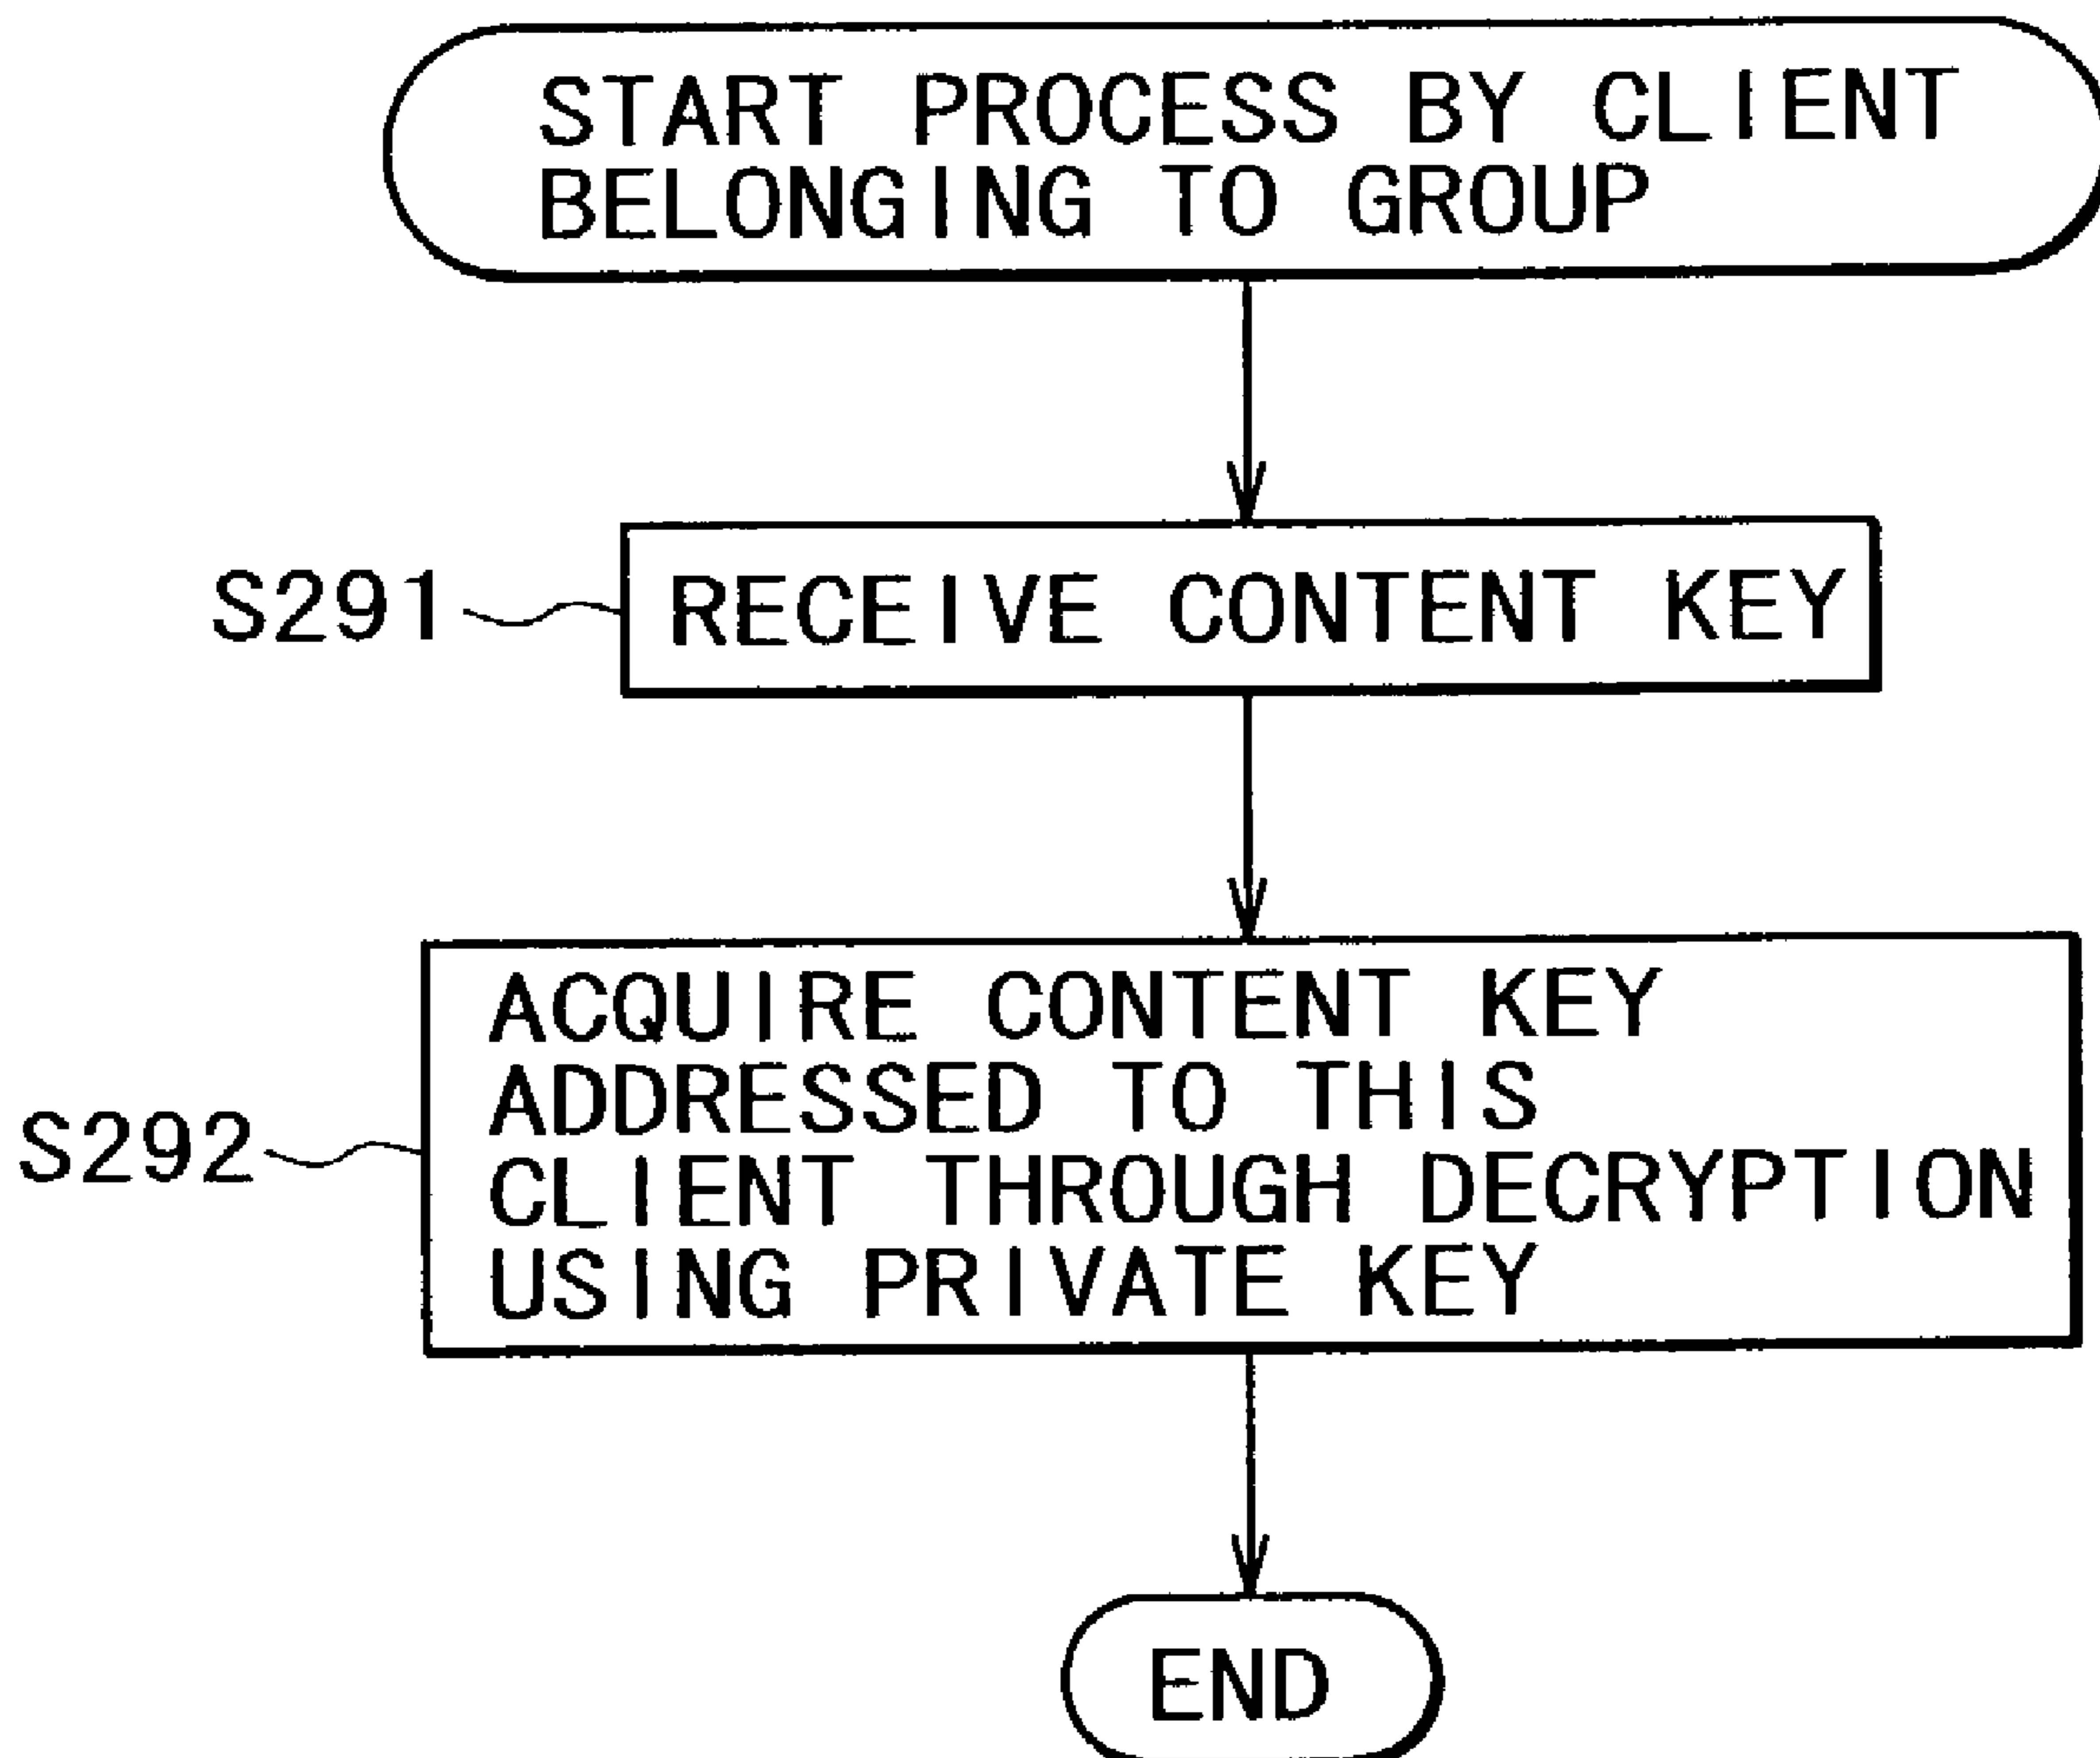 START PROCESS BY CLIENT
BELONGING TO GROUP
S291
RECEIVE CONTENT KEY
S292
ACQUIRE CONTENT KEY
ADDRESSED TO THIS
CLIENT THROUGH DECRYPTION
USING PRIVATE KEY
END